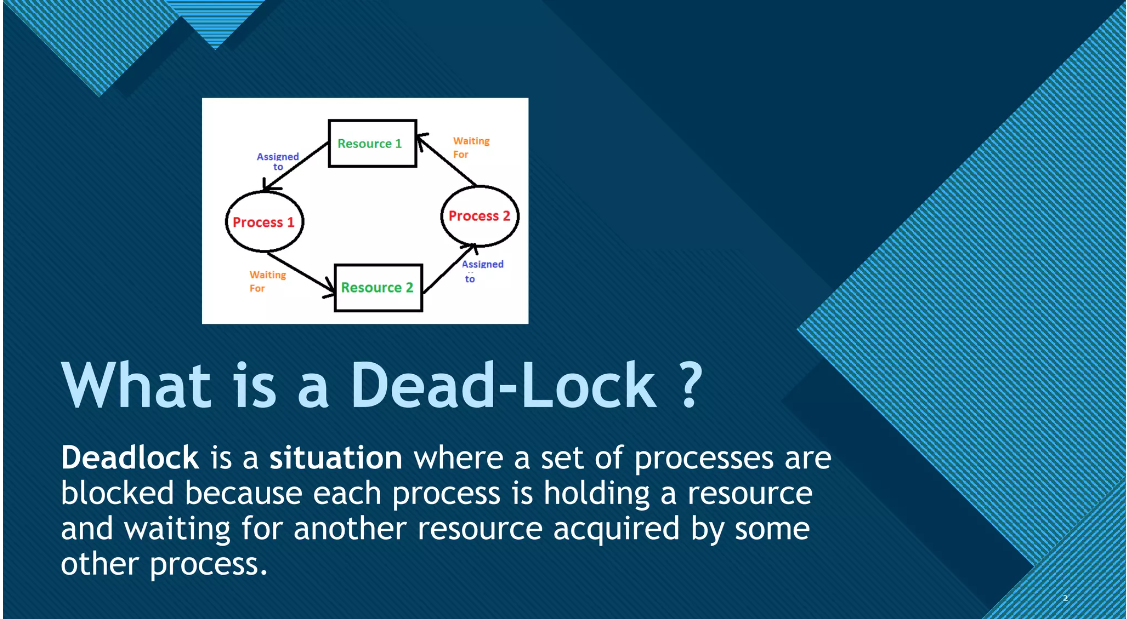 Resource 1
Waiting
For
Assigned
to
Process 1
Process 2
Waiting
For
Assigned
to
Resource 2
What is a Dead-Lock ?
Deadlock is a situation where a set of processes are
blocked because each process is holding a resource
and waiting for another resource acquired by some
other process.
2